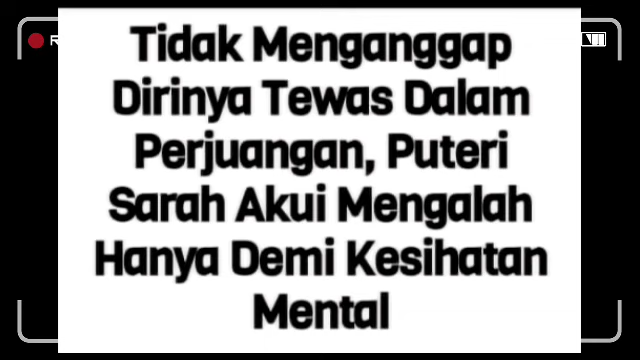 Tidak Menganggap
Dirinya Tewas Dalam
Perjuangan, Puteri
Sarah Akui Mengalah
Hanya Demi Kesihatan
Mental